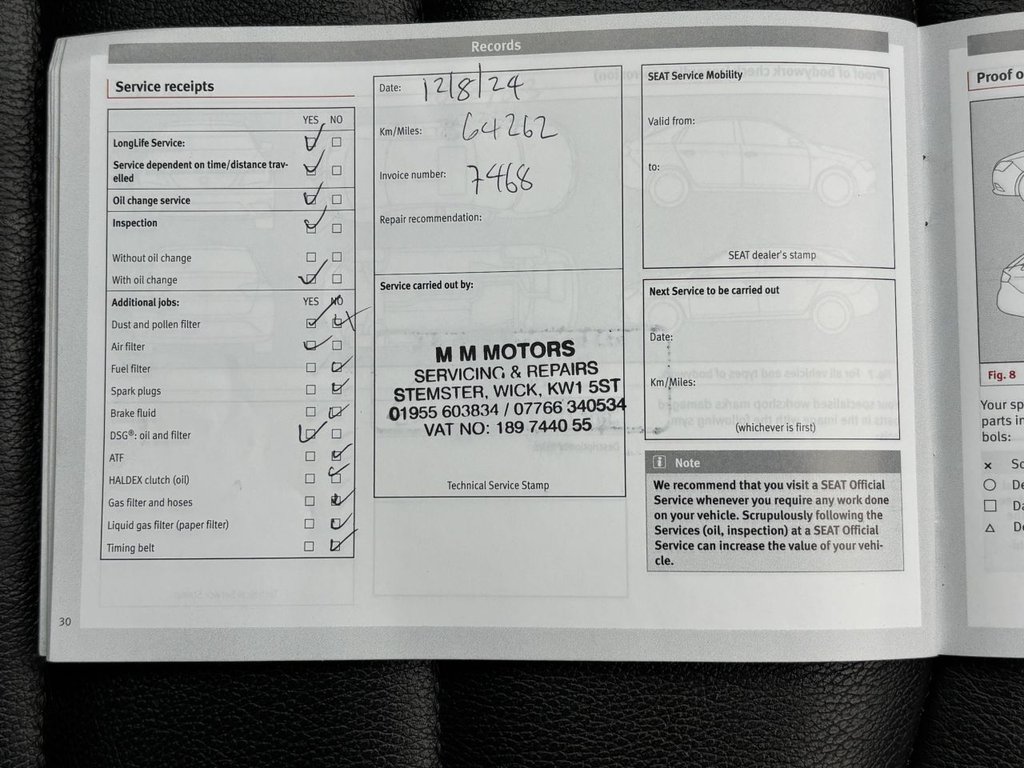 Records
Service receipts
YES NO
LongLife Service:
Service dependent on time/distance trav-
elled
Oil change service
Inspection
Without oil change
With oil change
Additional jobs: YES NO
Dust and pollen filter
Air filter
Fuel filter
Spark plugs
Brake fluid
DSG®: oil and filter
ATF
HALDEX clutch (oil)
Gas filter and hoses
Liquid gas filter (paper filter)
Timing belt
30
Date: 12/8/24
Km/Miles: 64262
Invoice number: 7468
Repair recommendation:
Service carried out by:
M M MOTORS
SERVICING & REPAIRS
STEMSTER, WICK, KW1 5ST
01955 603834 / 07766 340534
VAT NO: 189 7440 55
Technical Service Stamp
SEAT Service Mobility
Valid from:
to:
SEAT dealer's stamp
Next Service to be carried out
Date:
Km/Miles:
(whichever is first)
i Note
We recommend that you visit a SEAT Official
Service whenever you require any work done
on your vehicle. Scrupulously following the
Services (oil, inspection) at a SEAT Official
Service can increase the value of your vehi-
cle.
Proof o
Fig. 8
Your sp
parts in
bols: